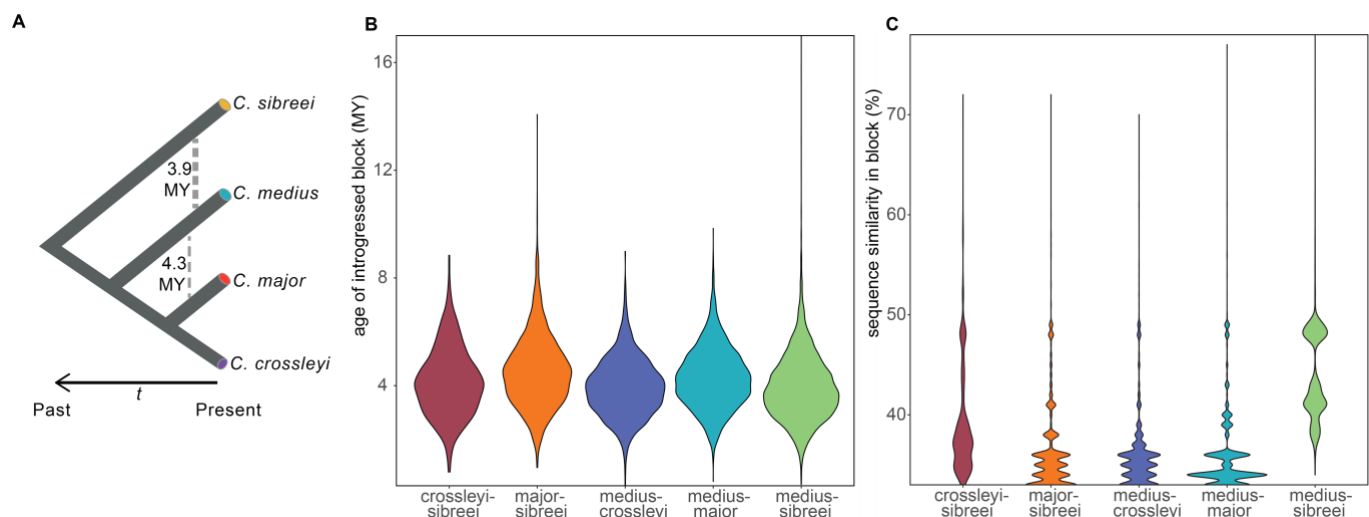 A
C. sibreei
3.9
MY
C. medius
4.3
MY
C. major
C. crossleyi
t
Past
Present
B
age of introgressed block (MY)
16
12
8
4
crossleyi-
sibreei
major-
sibreei
medius-
crossleyi
medius-
major
medius-
sibreei
C
sequence similarity in block (%)
70
60
50
40
crossleyi-
sibreei
major-
sibreei
medius-
crossleyi
medius-
major
medius-
sibreei